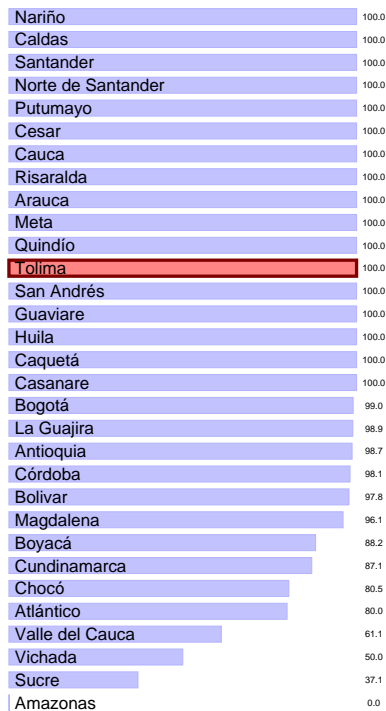 Nariño 100.0
Caldas 100.0
Santander 100.0
Norte de Santander 100.0
Putumayo 100.0
Cesar 100.0
Cauca 100.0
Risaralda 100.0
Arauca 100.0
Meta 100.0
Quindío 100.0
Tolima 100.0
San Andrés 100.0
Guaviare 100.0
Huila 100.0
Caquetá 100.0
Casanare 100.0
Bogotá 99.0
La Guajira 98.9
Antioquia 98.7
Córdoba 98.1
Bolivar 97.8
Magdalena 96.1
Boyacá 88.2
Cundinamarca 87.1
Chocó 80.5
Atlántico 80.0
Valle del Cauca 61.1
Vichada 50.0
Sucre 37.1
Amazonas 0.0